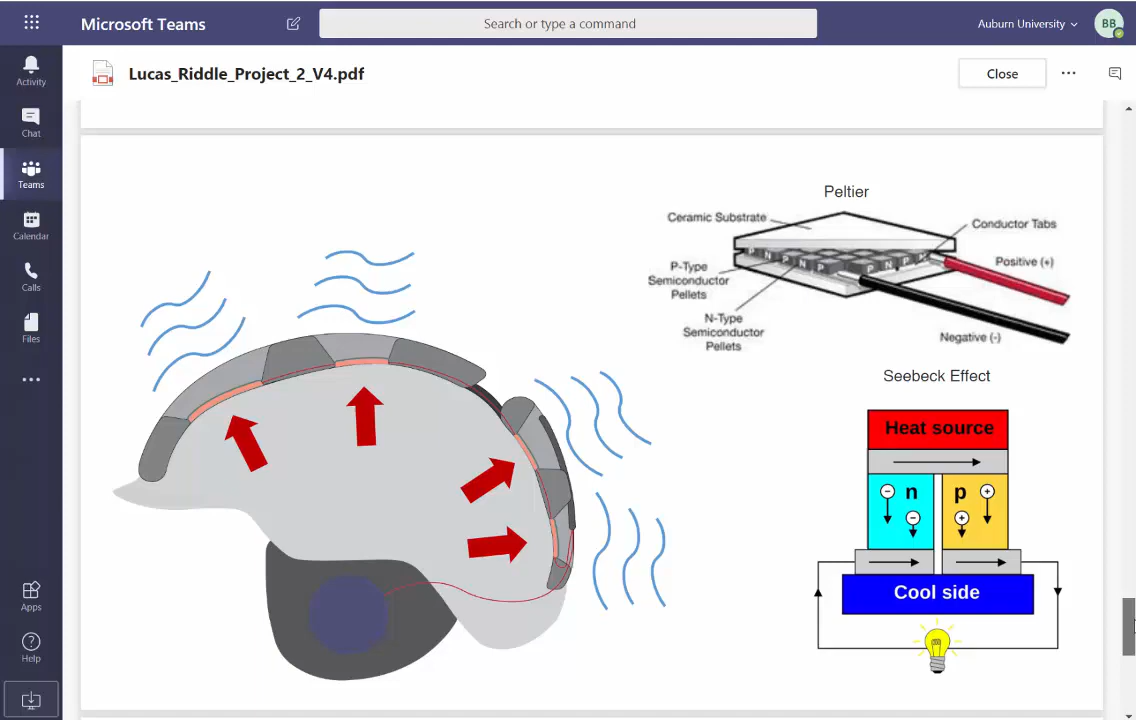 Microsoft Teams
Search or type a command
Auburn University
BB
Activity
Chat
Teams
Calendar
Calls
Files
Apps
Help
Lucas_Riddle_Project_2_V4.pdf
Close
Peltier
Ceramic Substrate
Conductor Tabs
P-Type
Semiconductor
Pellets
Positive (+)
P N P N P P N P
N-Type
Semiconductor
Pellets
Negative (-)
Seebeck Effect
Heat source
n p
Cool side